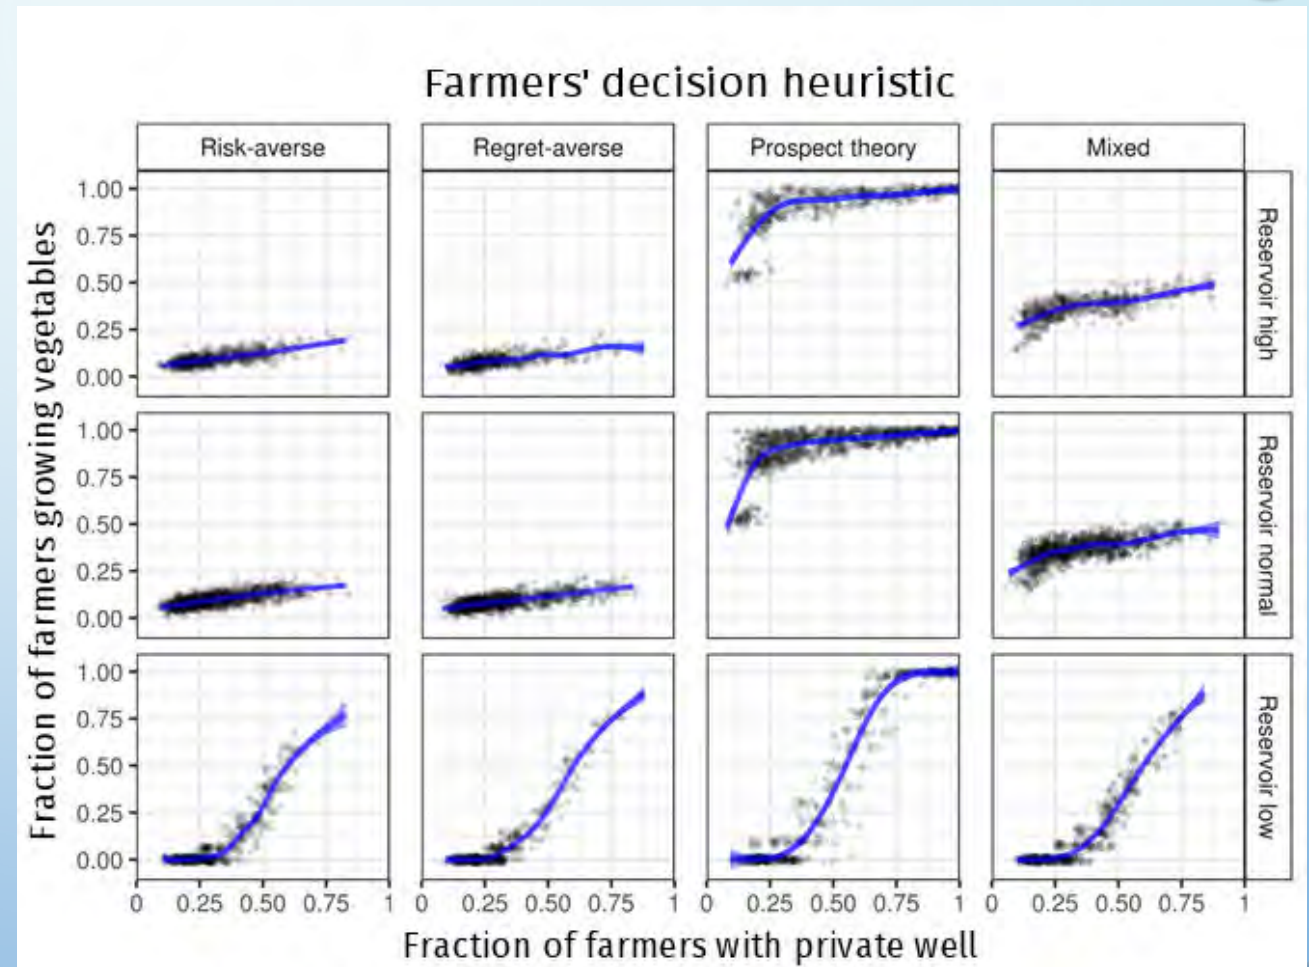 Farmers' decision heuristic
Risk-averse
Regret-averse
Prospect theory
Mixed
Fraction of farmers growing vegetables
1.00
0.75
0.50
0.25
0.00
Reservoir high
1.00
0.75
0.50
0.25
0.00
Reservoir normal
1.00
0.75
0.50
0.25
0.00
Reservoir low
0 0.25 0.50 0.75 1
0 0.25 0.50 0.75 1
0 0.25 0.50 0.75 1
0 0.25 0.50 0.75 1
Fraction of farmers with private well